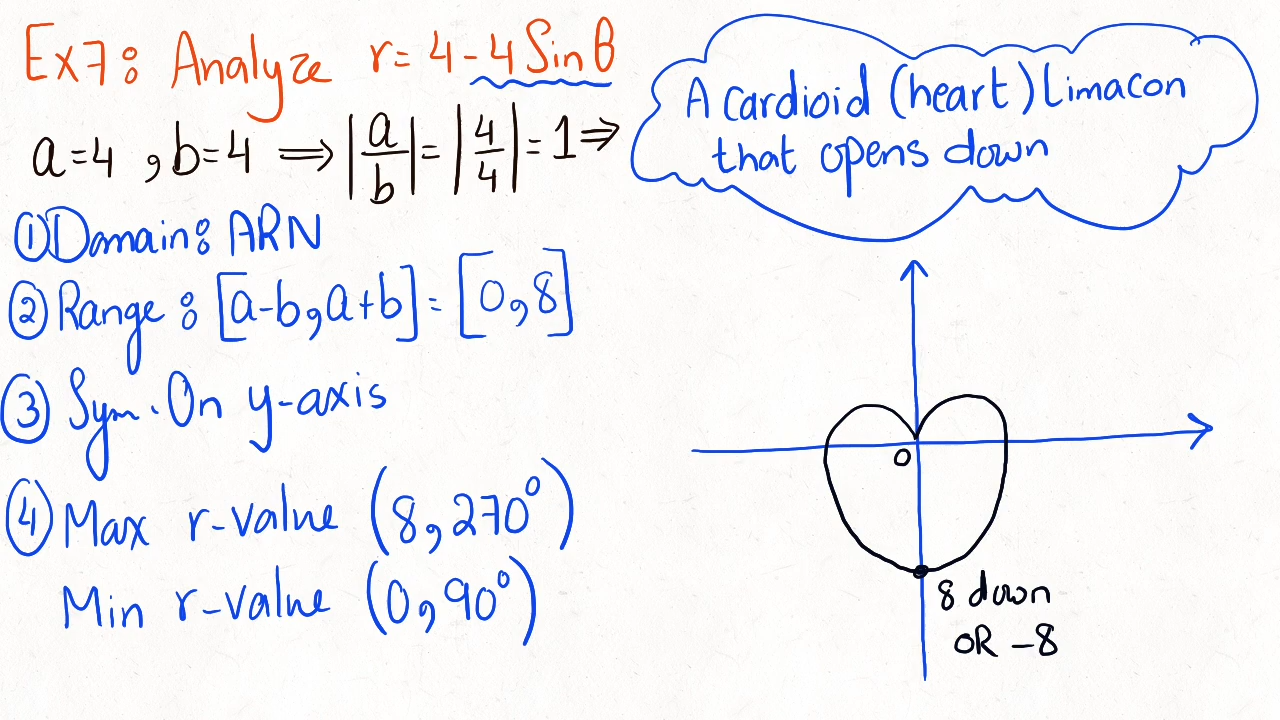 Ex7: Analyze r= 4-4 Sin θ
a=4 , b=4 ⟹ |a/b| = |4/4| = 1 ⇒
A cardioid (heart) Limacon
that opens down
① Domain: ARN
② Range : [a-b, a+b] = [0, 8]
③ Sym. On y-axis
④ Max r-value (8, 270°)
Min r-value (0, 90°)
0
8 down
OR -8